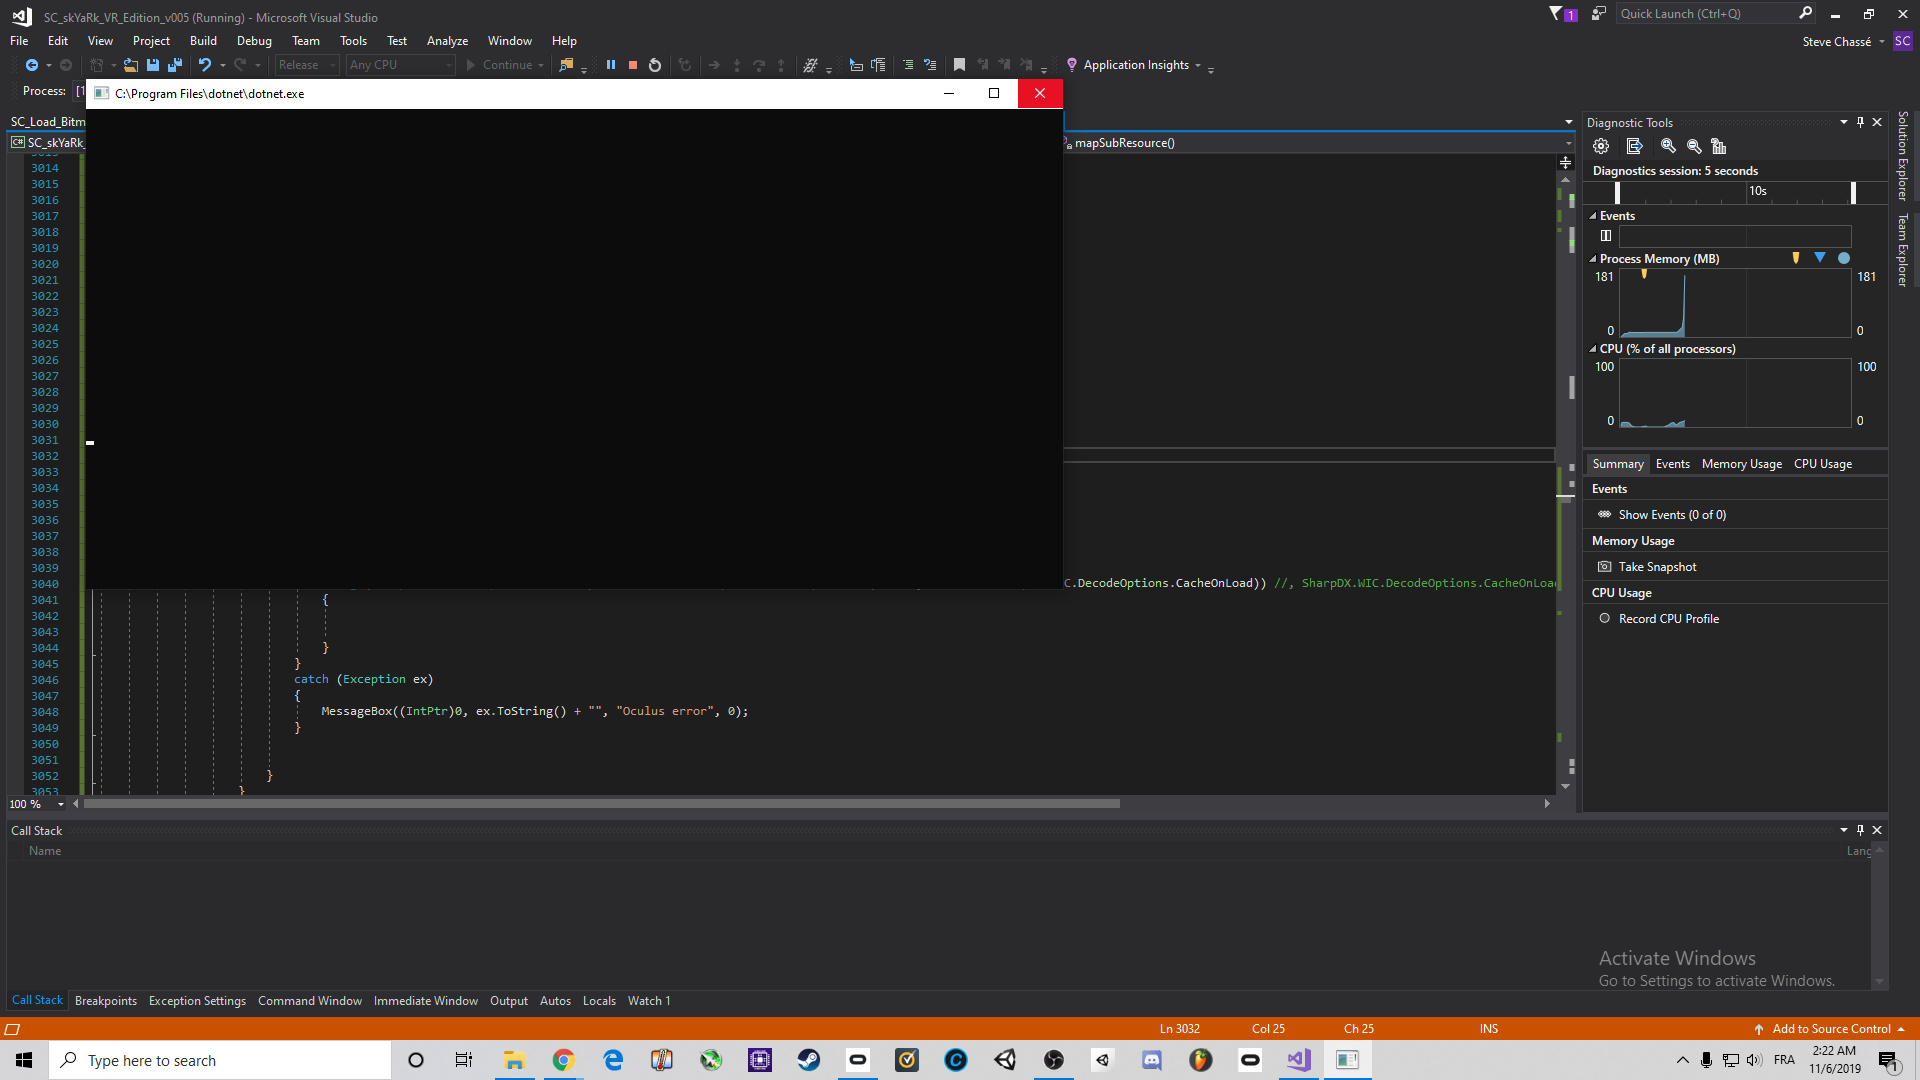 SC_skYaRk_VR_Edition_v005 (Running) - Microsoft Visual Studio
1
Quick Launch (Ctrl+Q)
File Edit View Project Build Debug Team Tools Test Analyze Window Help
Steve Chassé SC
Release Any CPU Continue Application Insights
Process: [1
C:\Program Files\dotnet\dotnet.exe
SC_Load_Bitm
C# SC_skYaRk_
mapSubResource()
3013
3014
3015
3016
3017
3018
3019
3020
3021
3022
3023
3024
3025
3026
3027
3028
3029
3030
3031
3032
3033
3034
3035
3036
3037
3038
3039
3040 C.DecodeOptions.CacheOnLoad)) //, SharpDX.WIC.DecodeOptions.CacheOnLoa
3041 {
3042
3043
3044 }
3045 }
3046 catch (Exception ex)
3047 {
3048 MessageBox((IntPtr)0, ex.ToString() + "", "Oculus error", 0);
3049 }
3050
3051
3052 }
3053 }
100 %
Diagnostic Tools
Diagnostics session: 5 seconds
10s
Events
Process Memory (MB)
181 181
0 0
CPU (% of all processors)
100 100
0 0
Summary Events Memory Usage CPU Usage
Events
Show Events (0 of 0)
Memory Usage
Take Snapshot
CPU Usage
Record CPU Profile
Solution Explorer
Team Explorer
Call Stack
Name Lang
Activate Windows
Go to Settings to activate Windows.
Call Stack Breakpoints Exception Settings Command Window Immediate Window Output Autos Locals Watch 1
Ln 3032 Col 25 Ch 25 INS Add to Source Control
Type here to search
FRA
2:22 AM
11/6/2019
1